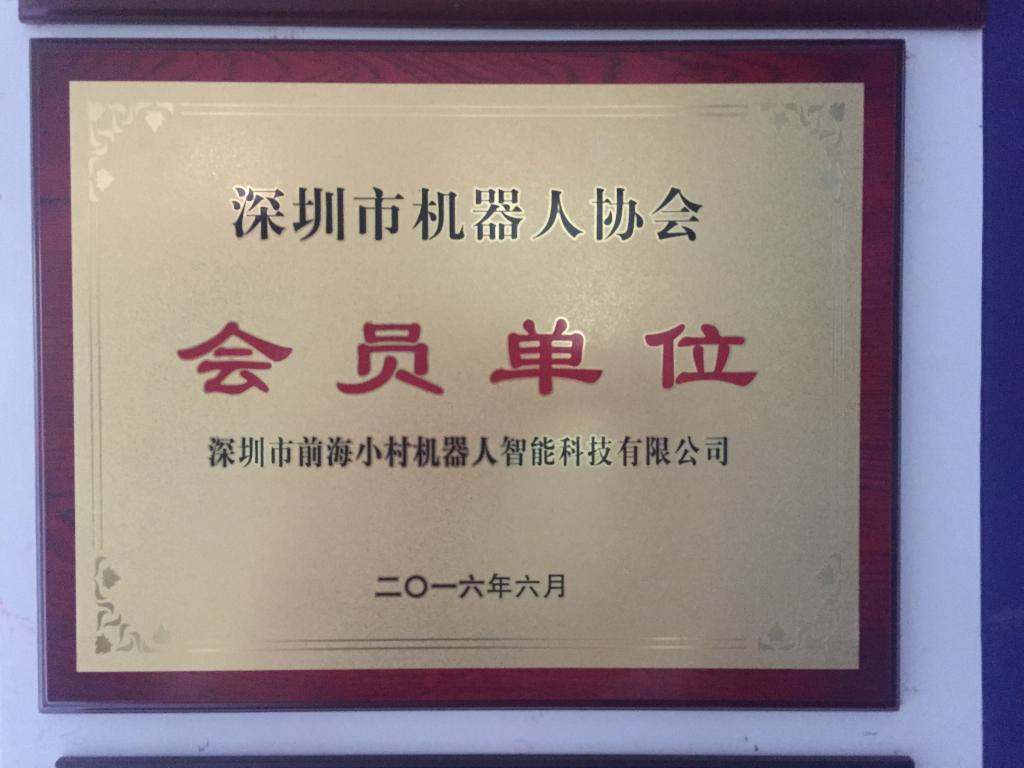 深圳市机器人协会
会员单位
深圳市前海小村机器人智能科技有限公司
二〇一六年六月